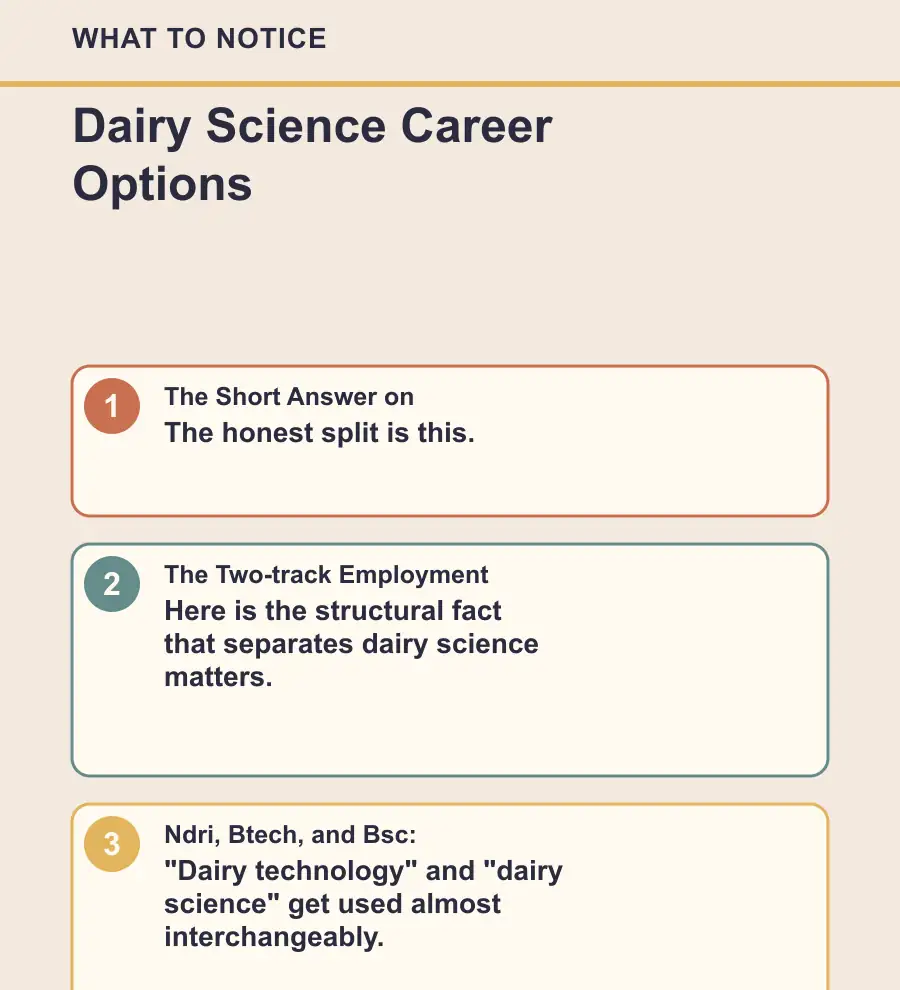 WHAT TO NOTICE
Dairy Science Career
Options
1
The Short Answer on
The honest split is this.
2
The Two-track Employment
Here is the structural fact
that separates dairy science
matters.
3
Ndri, Btech, and Bsc:
"Dairy technology" and "dairy
science" get used almost
interchangeably.